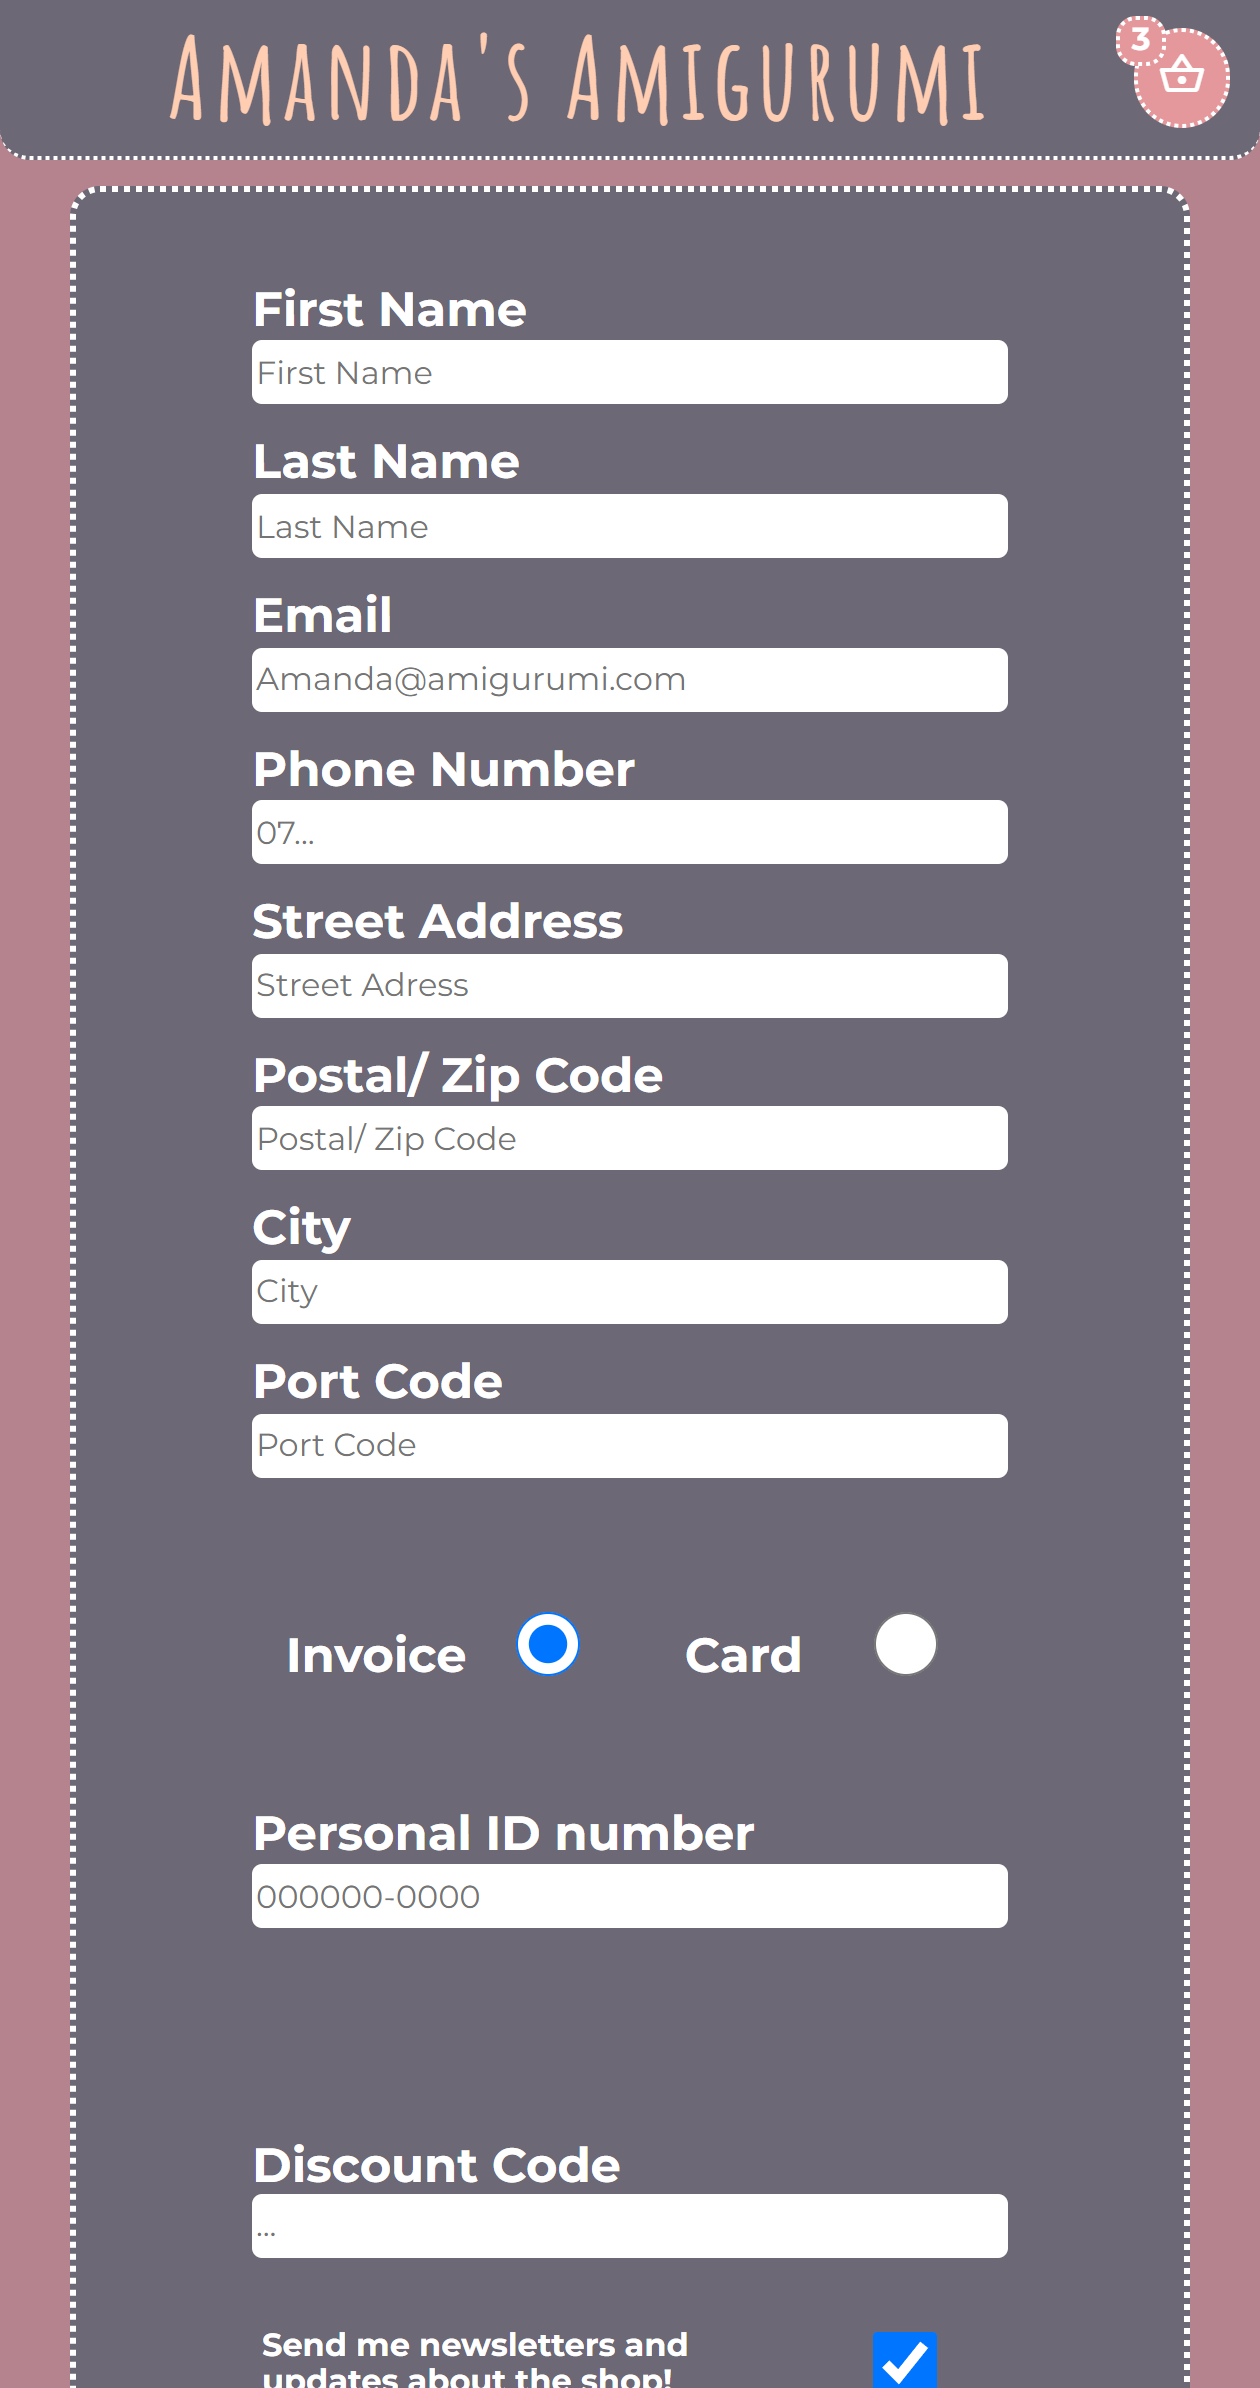 Amanda's Amigurumi
3
First Name
First Name
Last Name
Last Name
Email
Amanda@amigurumi.com
Phone Number
07...
Street Address
Street Adress
Postal/ Zip Code
Postal/ Zip Code
City
City
Port Code
Port Code
Invoice Card
Personal ID number
000000-0000
Discount Code
...
Send me newsletters and
updates about the shop!